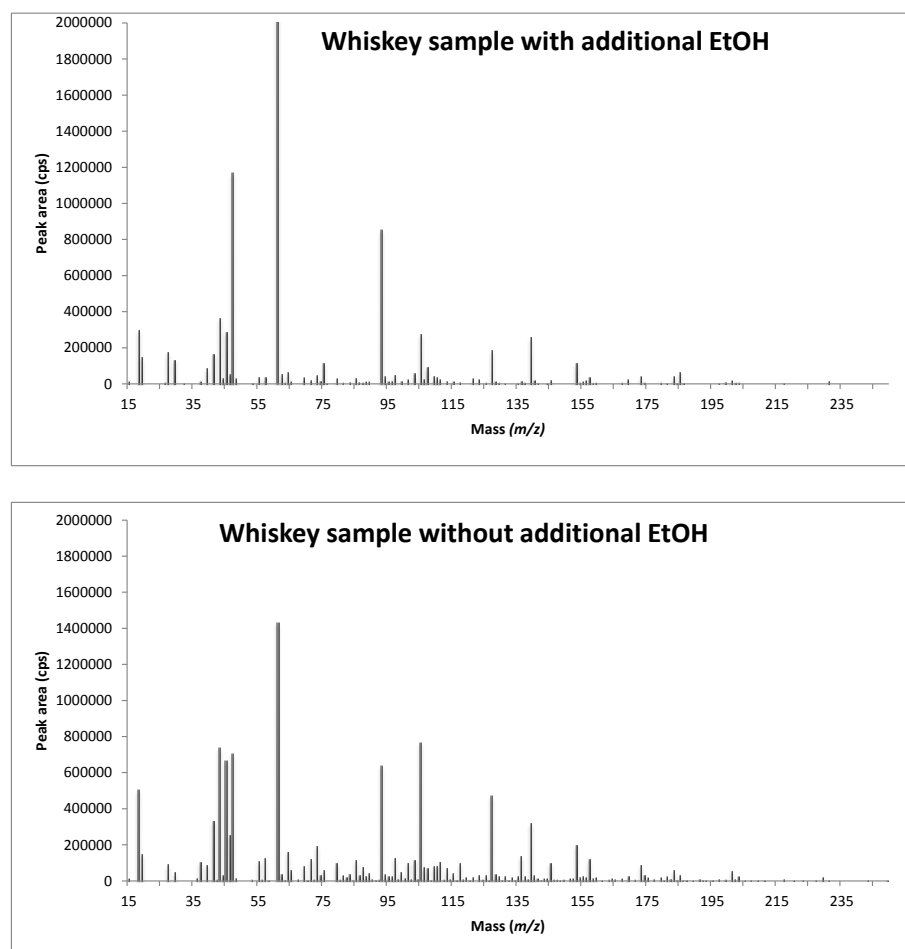 Whiskey sample with additional EtOH
2000000
1800000
1600000
1400000
1200000
1000000
800000
600000
400000
200000
0
Peak area (cps)
15 35 55 75 95 115 135 155 175 195 215 235
Mass (m/z)
Whiskey sample without additional EtOH
2000000
1800000
1600000
1400000
1200000
1000000
800000
600000
400000
200000
0
Peak area (cps)
15 35 55 75 95 115 135 155 175 195 215 235
Mass (m/z)